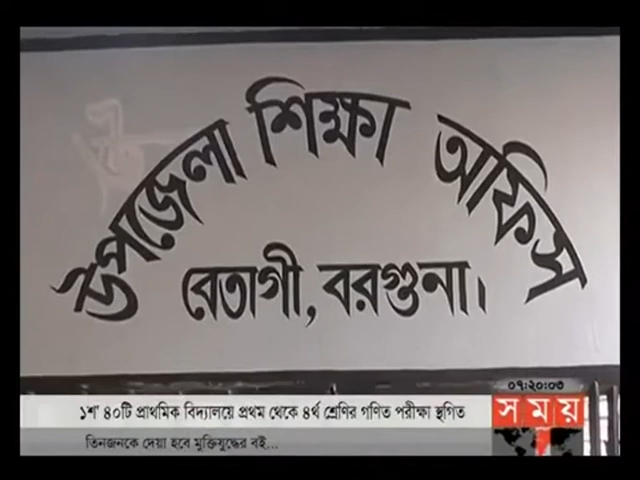 উপজেলা শিক্ষা অফিস
বেতাগী, বরগুনা।
০৭:২০:০৩
১শ' ৪০টি প্রাথমিক বিদ্যালয়ে প্রথম থেকে ৪র্থ শ্রেণির গণিত পরীক্ষা স্থগিত
সময়
তিনজনকে দেয়া হবে মুক্তিযুদ্ধের বই...